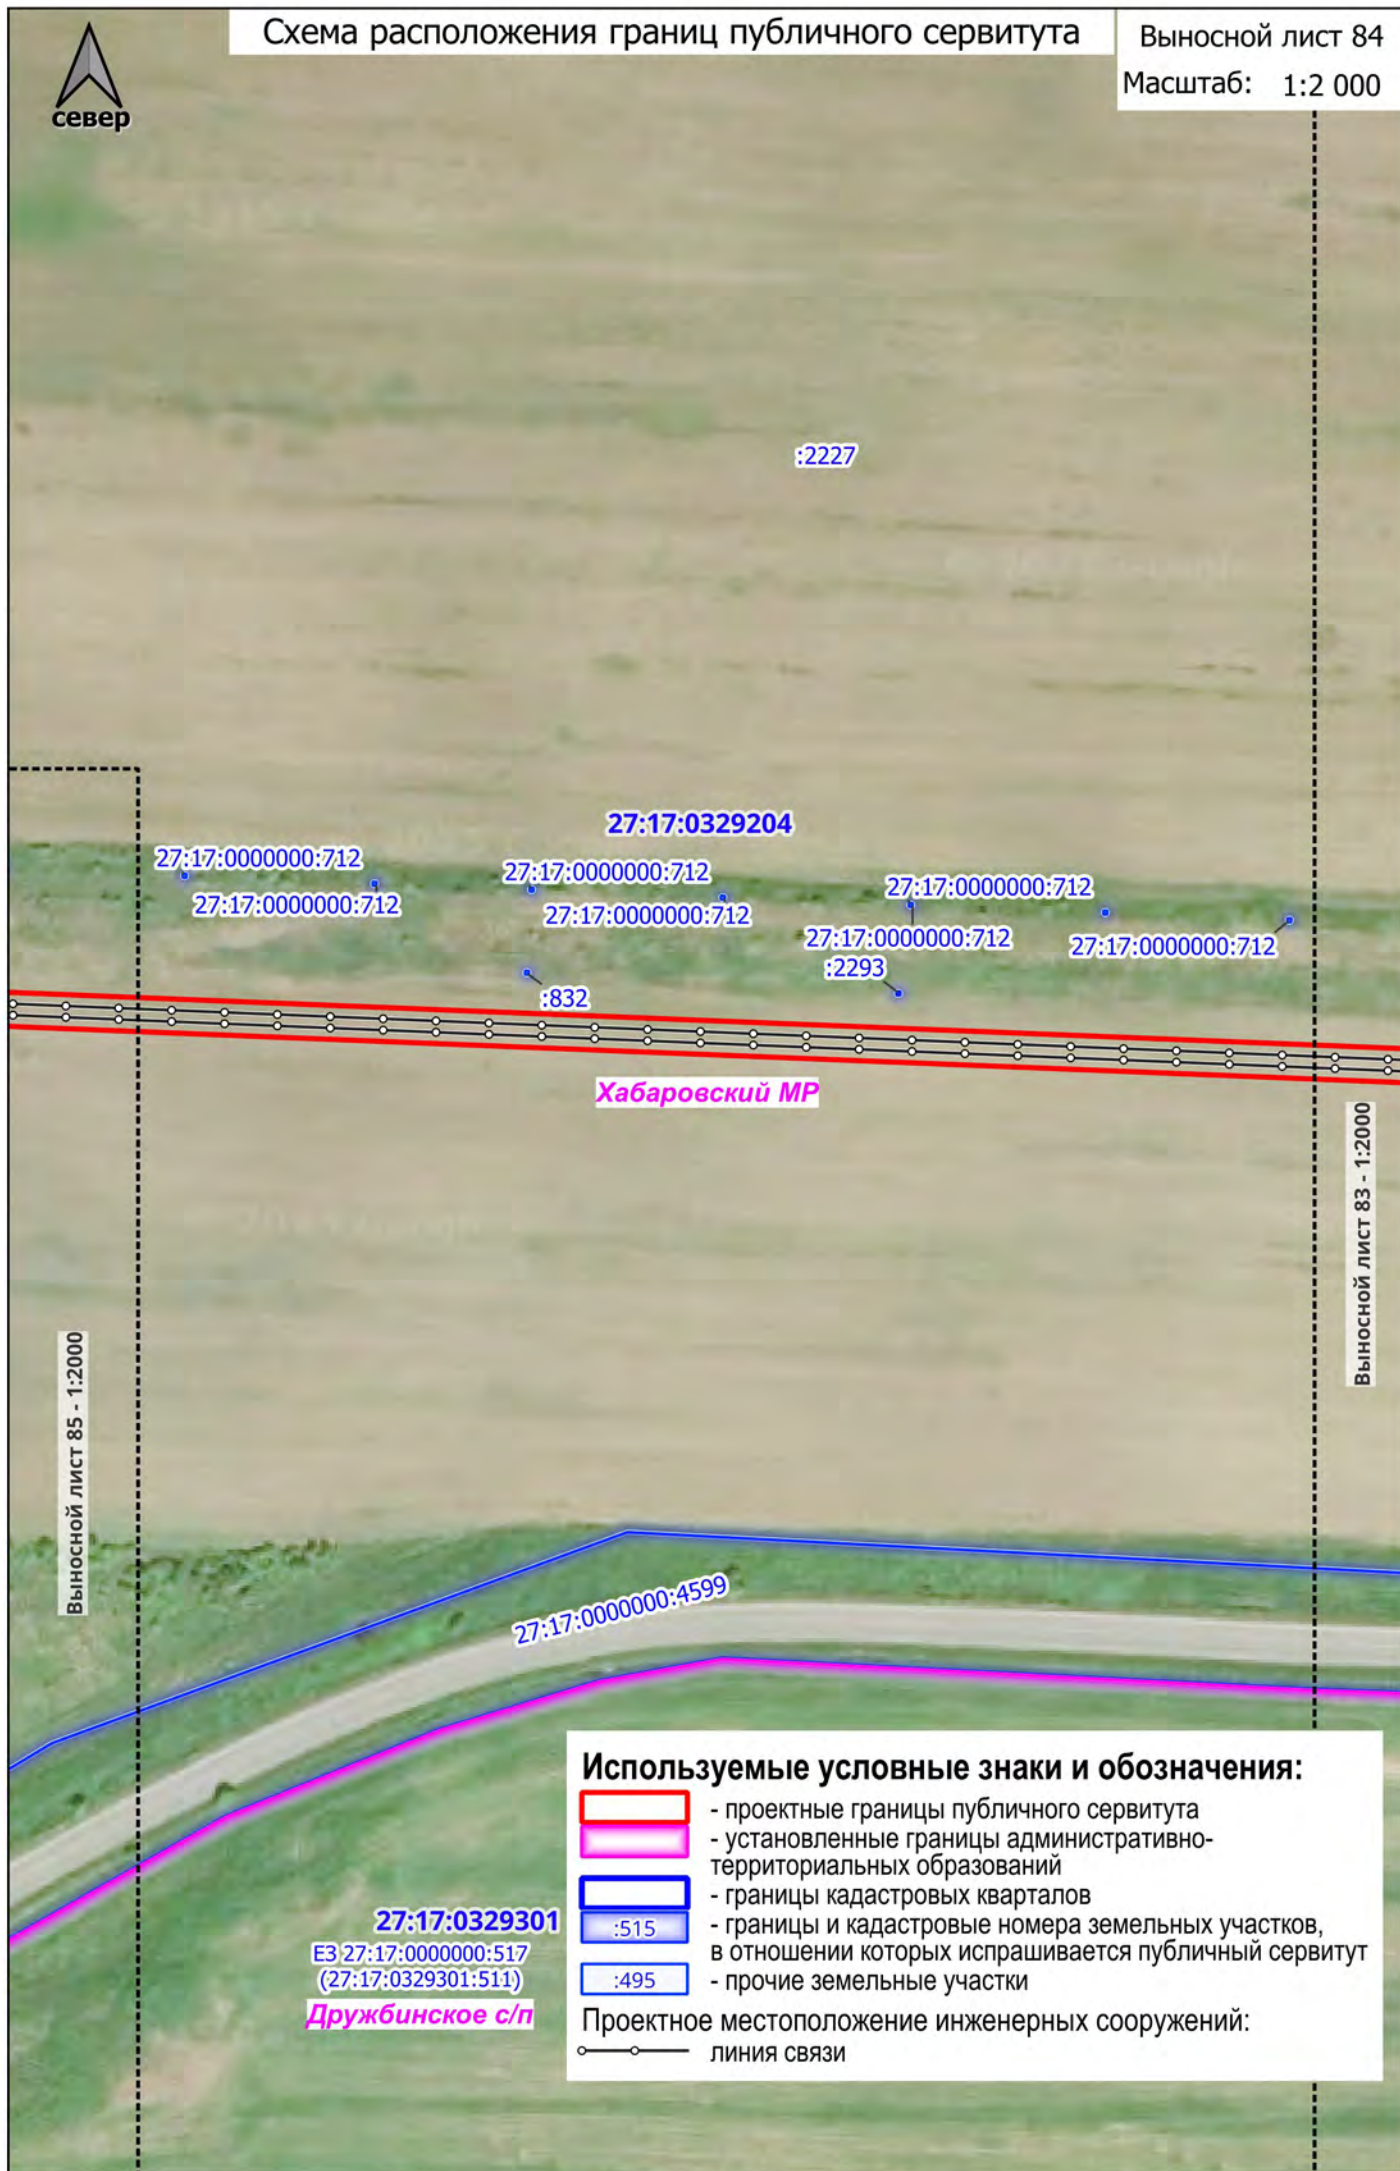 Схема расположения границ публичного сервитута
Выносной лист 84
Масштаб: 1:2 000
север
:2227
27:17:0329204
27:17:0000000:712
27:17:0000000:712
27:17:0000000:712
27:17:0000000:712
27:17:0000000:712
27:17:0000000:712
27:17:0000000:712
:2293
:832
Хабаровский МР
Выносной лист 83 - 1:2000
Выносной лист 85 - 1:2000
27:17:0000000:4599
27:17:0329301
ЕЗ 27:17:0000000:517
(27:17:0329301:511)
Дружбинское с/п
Используемые условные знаки и обозначения:
- проектные границы публичного сервитута
- установленные границы административно-
территориальных образований
- границы кадастровых кварталов
:515 - границы и кадастровые номера земельных участков,
в отношении которых испрашивается публичный сервитут
:495 - прочие земельные участки
Проектное местоположение инженерных сооружений:
линия связи